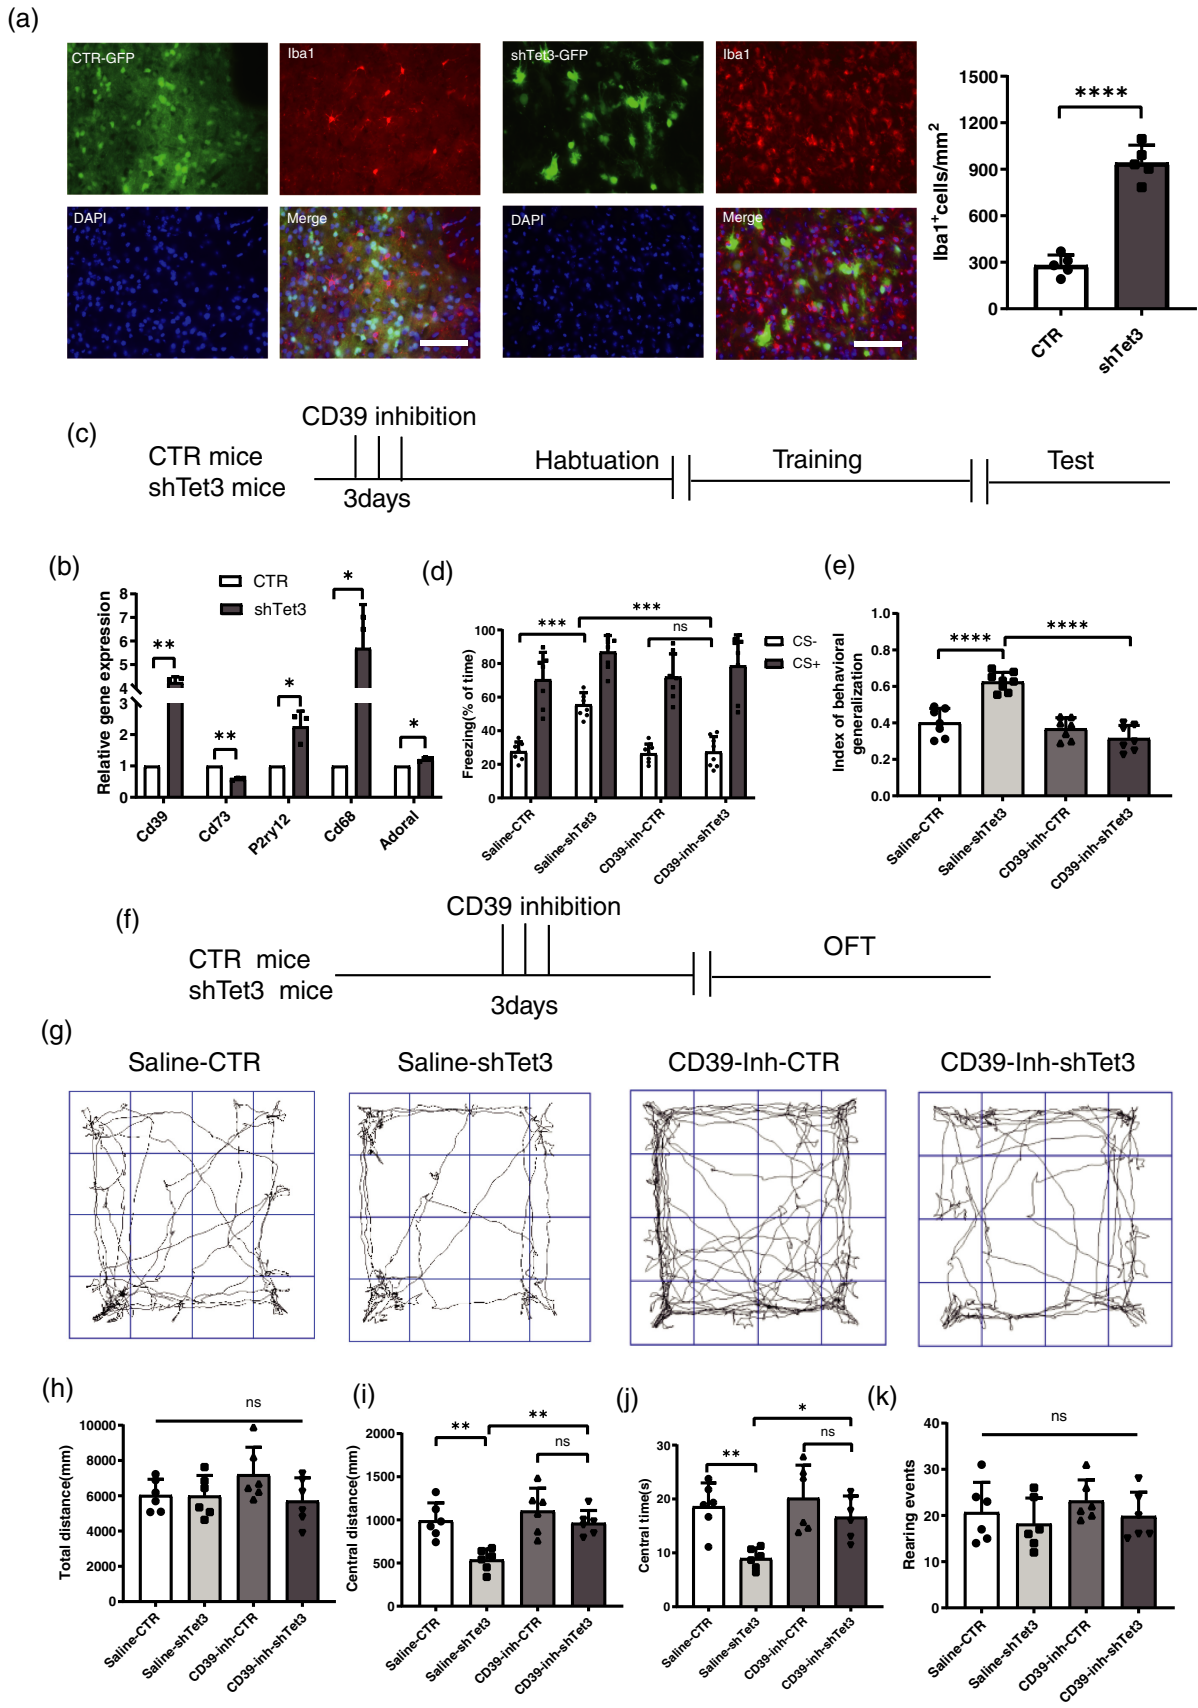 (a)
CTR-GFP
Iba1
shTet3-GFP
Iba1
DAPI
Merge
DAPI
Merge
Iba1+cells/mm2
1500
1200
900
600
300
0
****
CTR
shTet3
(c)
CD39 inhibition
CTR mice
shTet3 mice
3days
Habtuation
Training
Test
(b)
Relative gene expression
8
7
6
5
4
3
2
1
0
CTR
shTet3
**
**
*
*
*
Cd39
Cd73
P2ry12
Cd68
Adoral
(d)
Freezing(% of time)
100
80
60
40
20
0
***
***
ns
CS-
CS+
Saline-CTR
Saline-shTet3
CD39-inh-CTR
CD39-inh-shTet3
(e)
Index of behavioral
generalization
1.0
0.8
0.6
0.4
0.2
0.0
****
****
Saline-CTR
Saline-shTet3
CD39-inh-CTR
CD39-inh-shTet3
(f)
CD39 inhibition
CTR mice
shTet3 mice
3days
OFT
(g)
Saline-CTR
Saline-shTet3
CD39-Inh-CTR
CD39-Inh-shTet3
(h)
Total distance(mm)
10000
8000
6000
4000
2000
0
ns
Saline-CTR
Saline-shTet3
CD39-inh-CTR
CD39-inh-shTet3
(i)
Central distance(mm)
2000
1500
1000
500
0
**
**
ns
Saline-CTR
Saline-shTet3
CD39-inh-CTR
CD39-inh-shTet3
(j)
Central time(s)
30
20
10
0
**
*
ns
Saline-CTR
Saline-shTet3
CD39-inh-CTR
CD39-inh-shTet3
(k)
Rearing events
40
30
20
10
0
ns
Saline-CTR
Saline-shTet3
CD39-inh-CTR
CD39-inh-shTet3